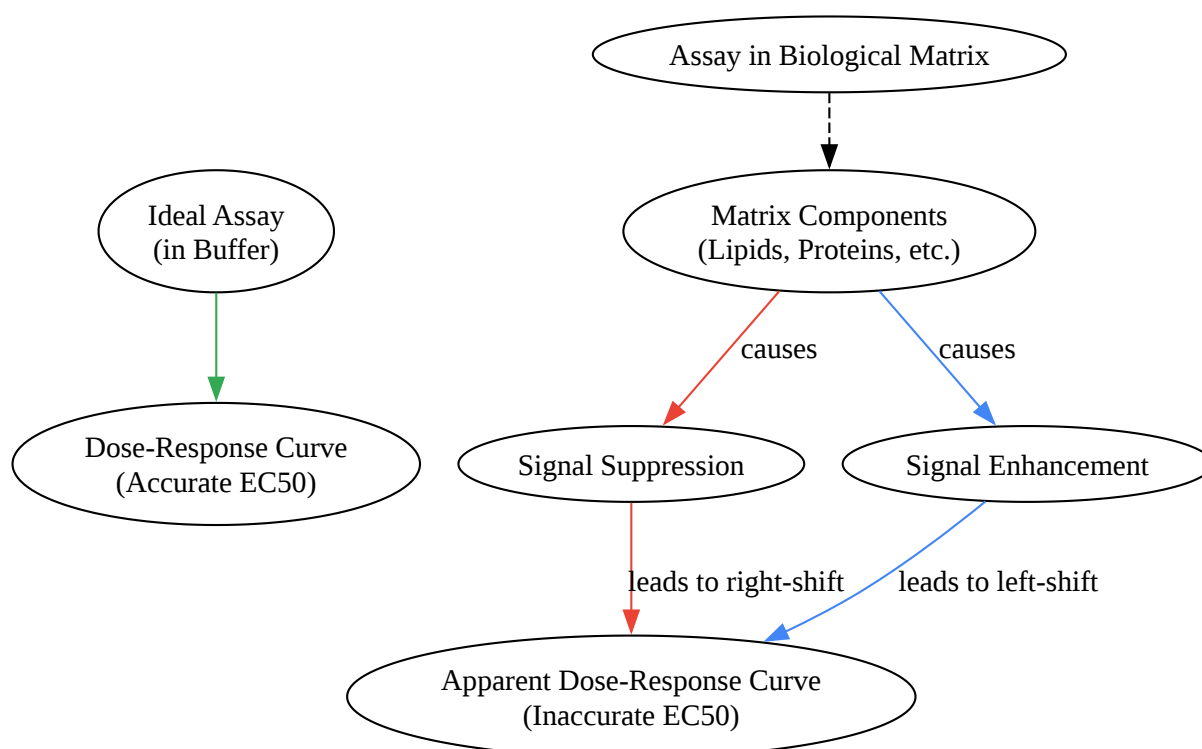 Assay in Biological Matrix
Ideal Assay
(in Buffer)
Matrix Components
(Lipids, Proteins, etc.)
causes
causes
Dose-Response Curve
(Accurate EC50)
Signal Suppression
Signal Enhancement
leads to right-shift
leads to left-shift
Apparent Dose-Response Curve
(Inaccurate EC50)